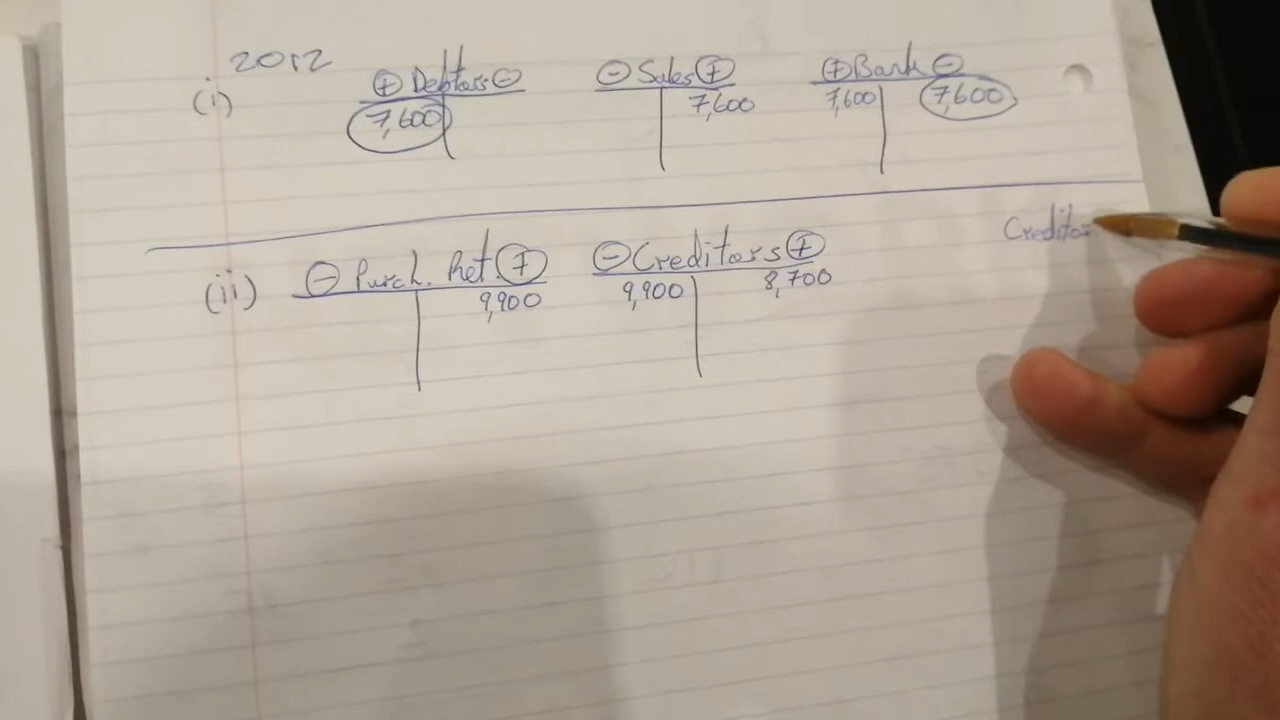 2012
(i) + Debtors - - Sales + + Bank -
7,600 7,600 7,600 7,600
(ii) - Purch. Ret. + - Creditors +
9,900 9,900 8,700